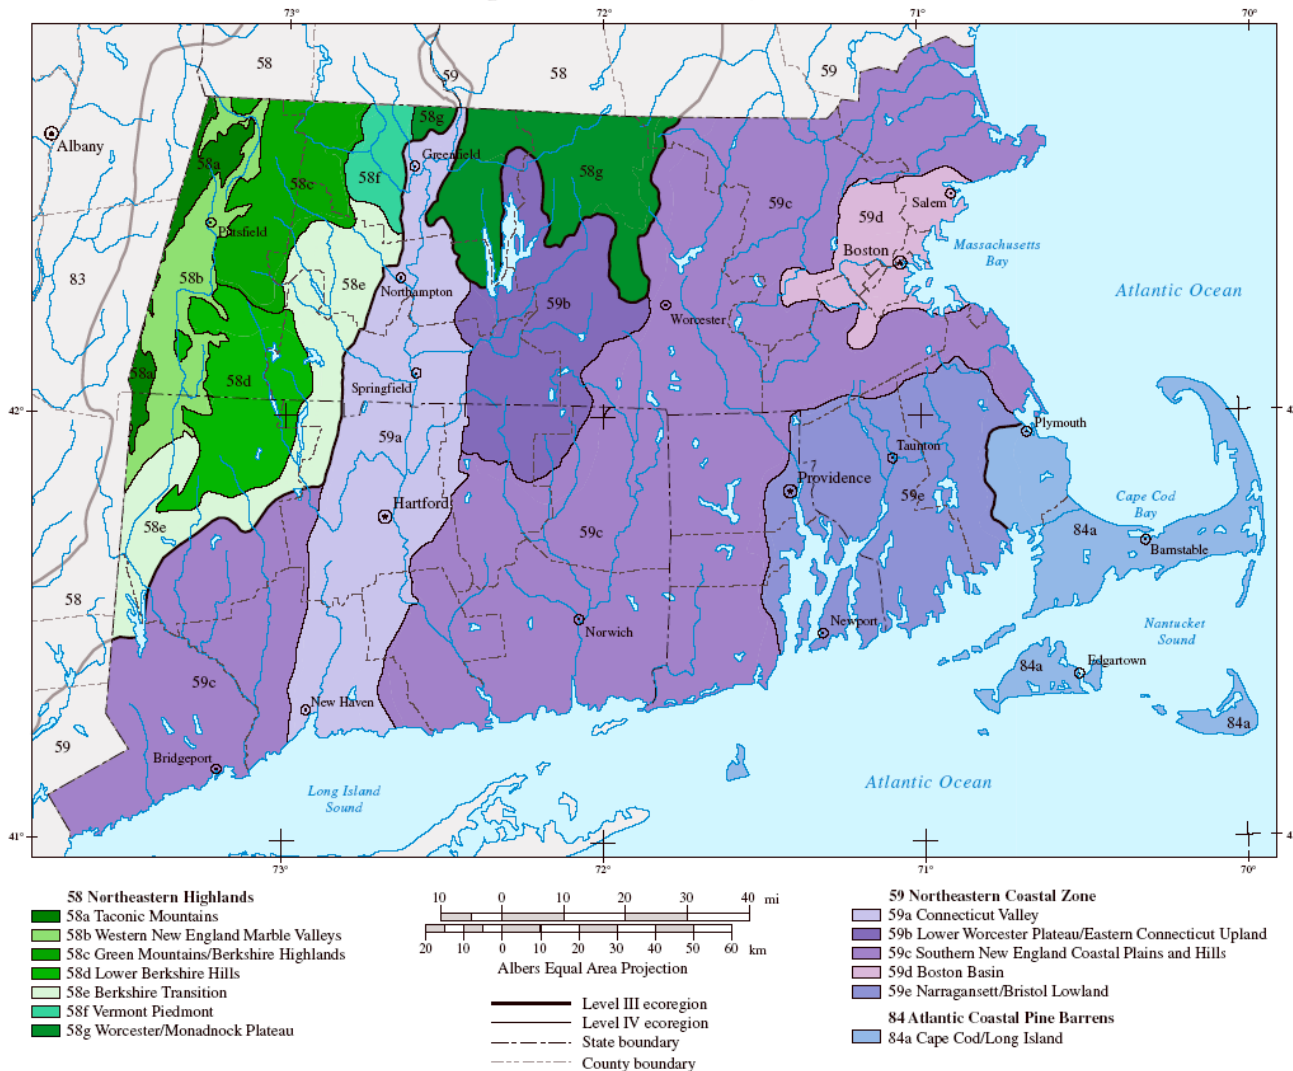 73°
72°
71°
70°
58
59
58
59
Albany
58g
Greenfield
58a
58c
58f
58g
59c
Salem
59d
Pittsfield
Boston
Massachusetts
Bay
83
58b
58e
Northampton
Atlantic Ocean
59b
Worcester
58a
58d
Springfield
42°
4
Plymouth
59a
Taunton
Providence
59e
Hartford
Cape Cod
Bay
58e
59c
84a
Barnstable
58
Norwich
Newport
Nantucket
Sound
84a
Edgartown
59c
New Haven
84a
59
Bridgeport
Long Island
Sound
Atlantic Ocean
41°
4
73°
72°
71°
70°
58 Northeastern Highlands
58a Taconic Mountains
58b Western New England Marble Valleys
58c Green Mountains/Berkshire Highlands
58d Lower Berkshire Hills
58e Berkshire Transition
58f Vermont Piedmont
58g Worcester/Monadnock Plateau
10 0 10 20 30 40 mi
20 10 0 10 20 30 40 50 60 km
Albers Equal Area Projection
Level III ecoregion
Level IV ecoregion
State boundary
County boundary
59 Northeastern Coastal Zone
59a Connecticut Valley
59b Lower Worcester Plateau/Eastern Connecticut Upland
59c Southern New England Coastal Plains and Hills
59d Boston Basin
59e Narragansett/Bristol Lowland
84 Atlantic Coastal Pine Barrens
84a Cape Cod/Long Island